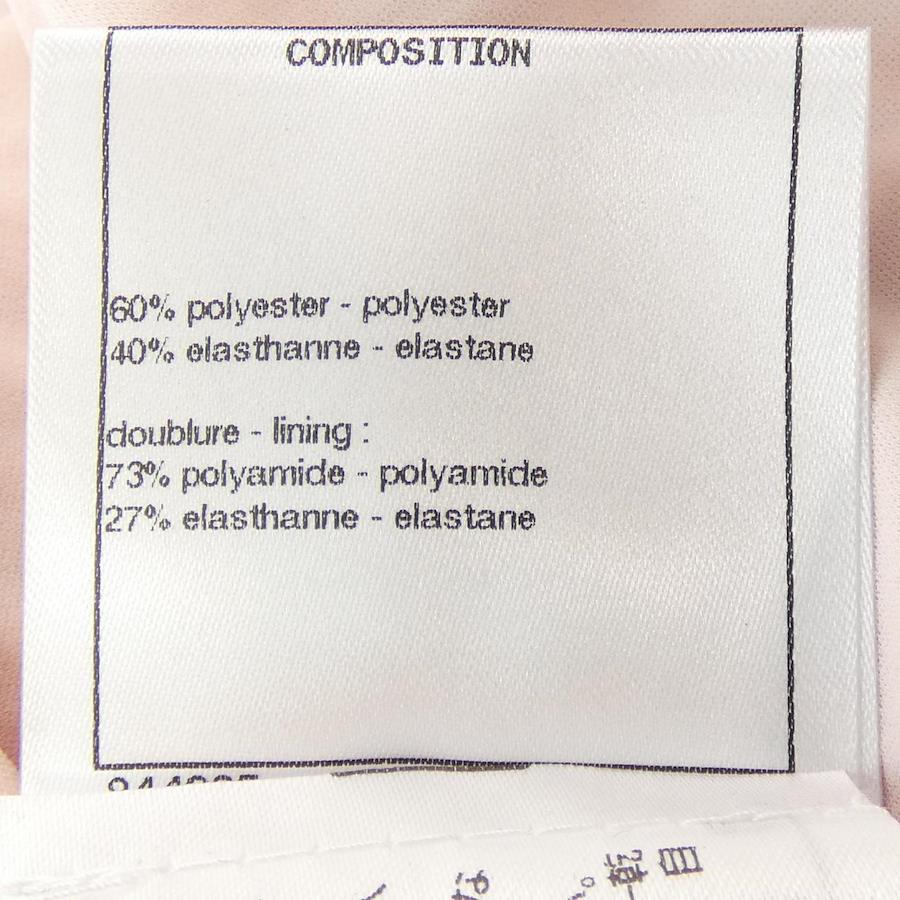 COMPOSITION
60% polyester - polyester
40% elasthanne - elastane
doublure - lining :
73% polyamide - polyamide
27% elasthanne - elastane